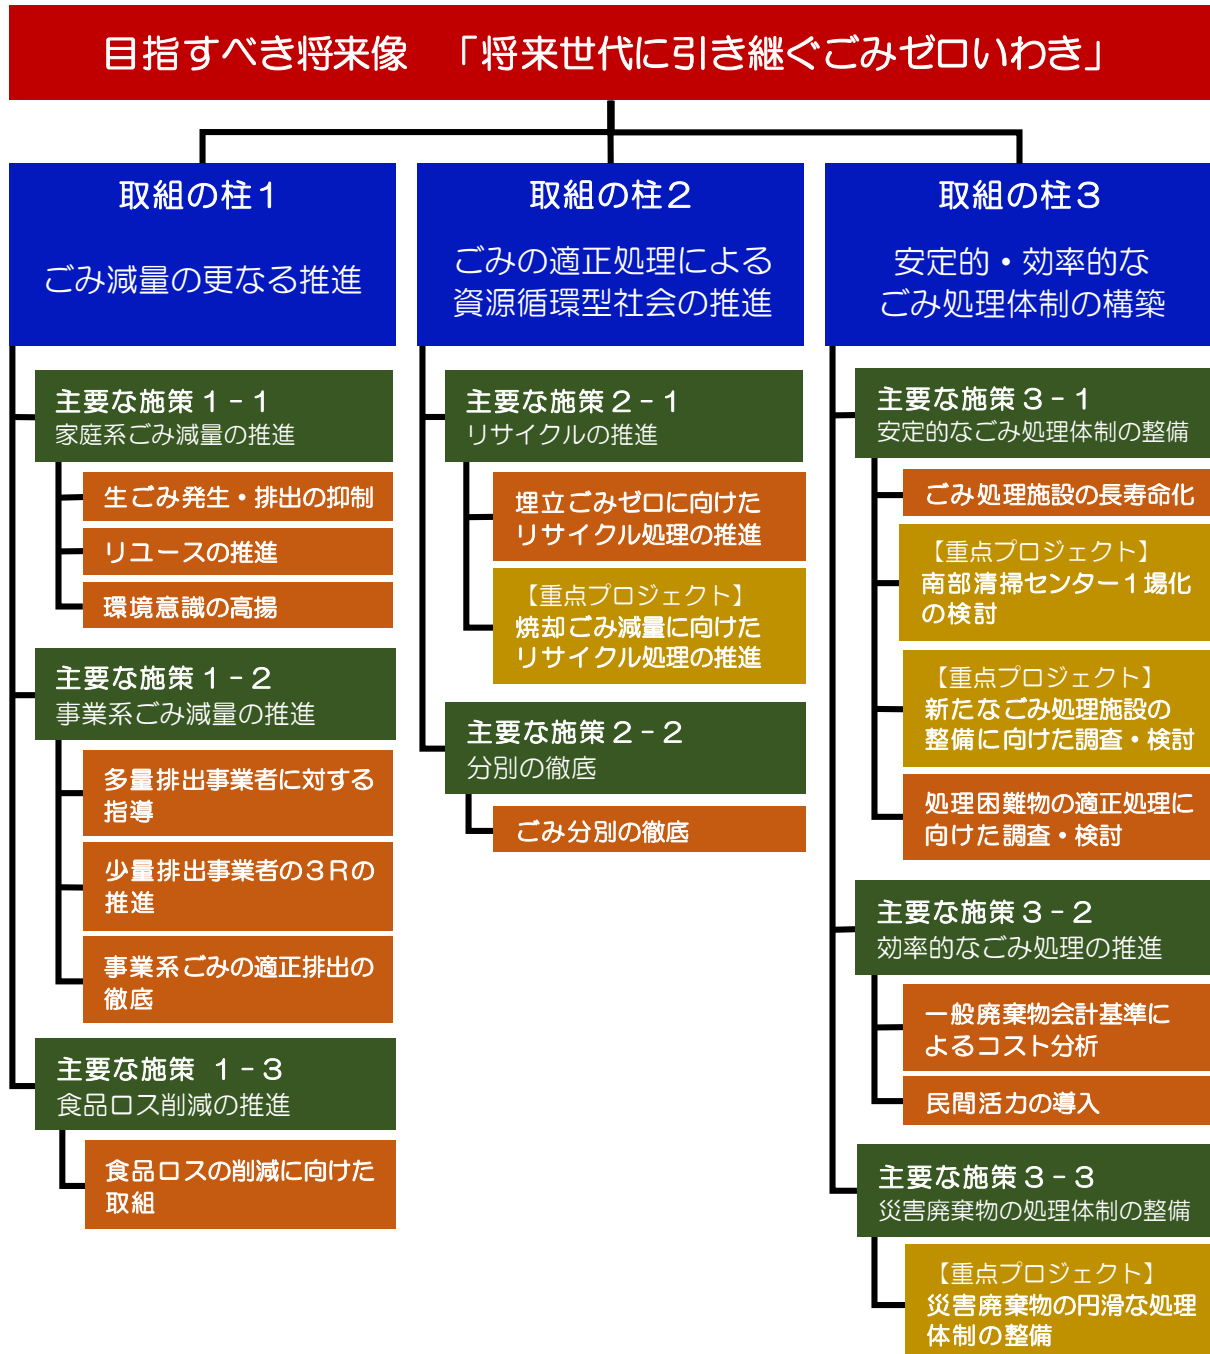 目指すべき将来像　「将来世代に引き継ぐごみゼロいわき」
取組の柱１
ごみ減量の更なる推進
主要な施策１－１
家庭系ごみ減量の推進
生ごみ発生・排出の抑制
リユースの推進
環境意識の高揚
主要な施策１－２
事業系ごみ減量の推進
多量排出事業者に対する
指導
少量排出事業者の３Ｒの
推進
事業系ごみの適正排出の
徹底
主要な施策 １－３
食品ロス削減の推進
食品ロスの削減に向けた
取組
取組の柱２
ごみの適正処理による
資源循環型社会の推進
主要な施策２－１
リサイクルの推進
埋立ごみゼロに向けた
リサイクル処理の推進
【重点プロジェクト】
焼却ごみ減量に向けた
リサイクル処理の推進
主要な施策２－２
分別の徹底
ごみ分別の徹底
取組の柱３
安定的・効率的な
ごみ処理体制の構築
主要な施策３－１
安定的なごみ処理体制の整備
ごみ処理施設の長寿命化
【重点プロジェクト】
南部清掃センター１場化
の検討
【重点プロジェクト】
新たなごみ処理施設の
整備に向けた調査・検討
処理困難物の適正処理に
向けた調査・検討
主要な施策３－２
効率的なごみ処理の推進
一般廃棄物会計基準に
よるコスト分析
民間活力の導入
主要な施策３－３
災害廃棄物の処理体制の整備
【重点プロジェクト】
災害廃棄物の円滑な処理
体制の整備